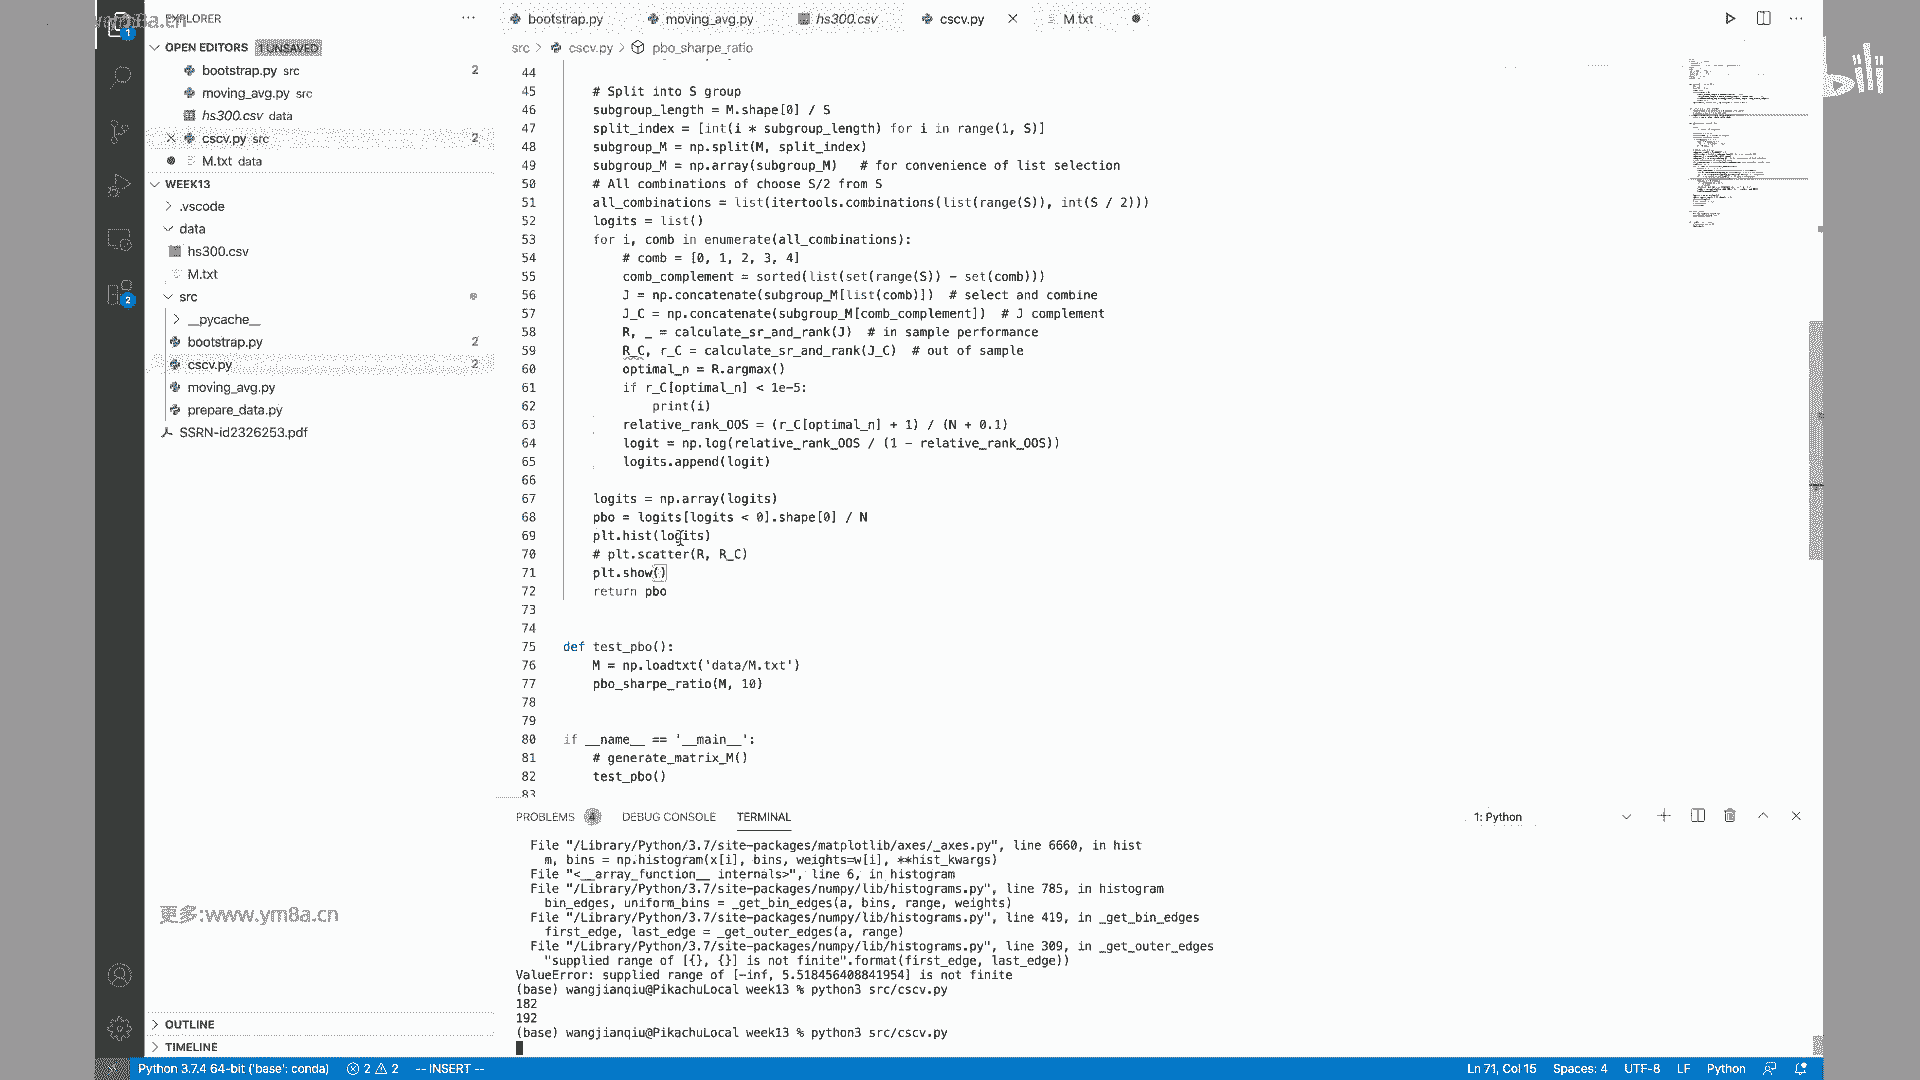 EXPLORER
OPEN EDITORS 1 UNSAVED
bootstrap.py src 2
moving_avg.py src
hs300.csv data
cscv.py src 2
M.txt data
WEEK13
.vscode
data
hs300.csv
M.txt
src
__pycache__
bootstrap.py 2
cscv.py 2
moving_avg.py
prepare_data.py
SSRN-id2326253.pdf
更多:www.ym8a.cn
OUTLINE
TIMELINE
bootstrap.py moving_avg.py hs300.csv cscv.py M.txt
src > cscv.py > pbo_sharpe_ratio
44
45 # Split into S group
46 subgroup_length = M.shape[0] / S
47 split_index = [int(i * subgroup_length) for i in range(1, S)]
48 subgroup_M = np.split(M, split_index)
49 subgroup_M = np.array(subgroup_M) # for convenience of list selection
50 # All combinations of choose S/2 from S
51 all_combinations = list(itertools.combinations(list(range(S)), int(S / 2)))
52 logits = list()
53 for i, comb in enumerate(all_combinations):
54 # comb = [0, 1, 2, 3, 4]
55 comb_complement = sorted(list(set(range(S)) - set(comb)))
56 J = np.concatenate(subgroup_M[list(comb)]) # select and combine
57 J_C = np.concatenate(subgroup_M[comb_complement]) # J complement
58 R, _ = calculate_sr_and_rank(J) # in sample performance
59 R_C, r_C = calculate_sr_and_rank(J_C) # out of sample
60 optimal_n = R.argmax()
61 if r_C[optimal_n] < 1e-5:
62 print(i)
63 relative_rank_OOS = (r_C[optimal_n] + 1) / (N + 0.1)
64 logit = np.log(relative_rank_OOS / (1 - relative_rank_OOS))
65 logits.append(logit)
66
67 logits = np.array(logits)
68 pbo = logits[logits < 0].shape[0] / N
69 plt.hist(logits)
70 # plt.scatter(R, R_C)
71 plt.show()
72 return pbo
73
74
75 def test_pbo():
76 M = np.loadtxt('data/M.txt')
77 pbo_sharpe_ratio(M, 10)
78
79
80 if __name__ == '__main__':
81 # generate_matrix_M()
82 test_pbo()
83
PROBLEMS 4 DEBUG CONSOLE TERMINAL 1: Python
File "/Library/Python/3.7/site-packages/matplotlib/axes/_axes.py", line 6660, in hist
m, bins = np.histogram(x[i], bins, weights=w[i], **hist_kwargs)
File "<__array_function__ internals>", line 6, in histogram
File "/Library/Python/3.7/site-packages/numpy/lib/histograms.py", line 785, in histogram
bin_edges, uniform_bins = _get_bin_edges(a, bins, range, weights)
File "/Library/Python/3.7/site-packages/numpy/lib/histograms.py", line 419, in _get_bin_edges
first_edge, last_edge = _get_outer_edges(a, range)
File "/Library/Python/3.7/site-packages/numpy/lib/histograms.py", line 309, in _get_outer_edges
"supplied range of [{}, {}] is not finite".format(first_edge, last_edge))
ValueError: supplied range of [-inf, 5.518456408841954] is not finite
(base) wangjianqiu@PikachuLocal week13 % python3 src/cscv.py
182
192
(base) wangjianqiu@PikachuLocal week13 % python3 src/cscv.py
Python 3.7.4 64-bit ('base': conda) 2 2 -- INSERT -- Ln 71, Col 15 Spaces: 4 UTF-8 LF Python